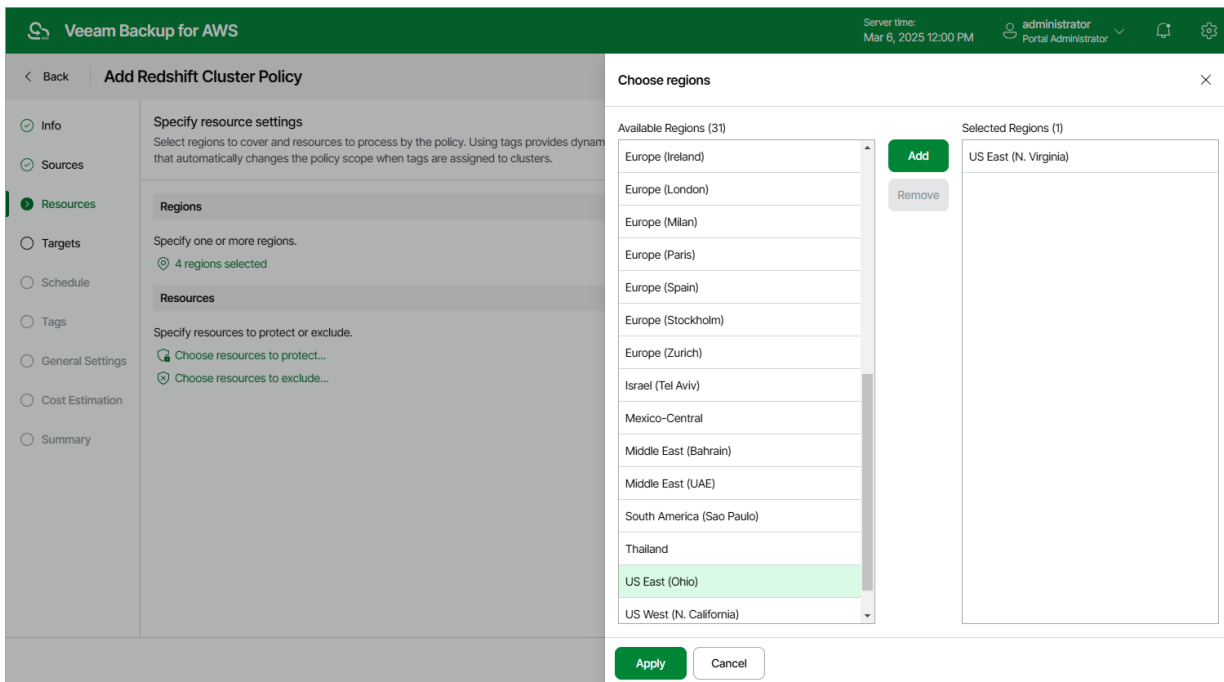 Veeam Backup for AWS
Server time:
Mar 6, 2025 12:00 PM
administrator
Portal Administrator
Back
Add Redshift Cluster Policy
Info
Sources
Resources
Targets
Schedule
Tags
General Settings
Cost Estimation
Summary
Specify resource settings
Select regions to cover and resources to process by the policy. Using tags provides dynam
that automatically changes the policy scope when tags are assigned to clusters.
Regions
Specify one or more regions.
4 regions selected
Resources
Specify resources to protect or exclude.
Choose resources to protect...
Choose resources to exclude...
Choose regions
Available Regions (31)
Europe (Ireland)
Europe (London)
Europe (Milan)
Europe (Paris)
Europe (Spain)
Europe (Stockholm)
Europe (Zurich)
Israel (Tel Aviv)
Mexico-Central
Middle East (Bahrain)
Middle East (UAE)
South America (Sao Paulo)
Thailand
US East (Ohio)
US West (N. California)
Add
Remove
Selected Regions (1)
US East (N. Virginia)
Apply
Cancel